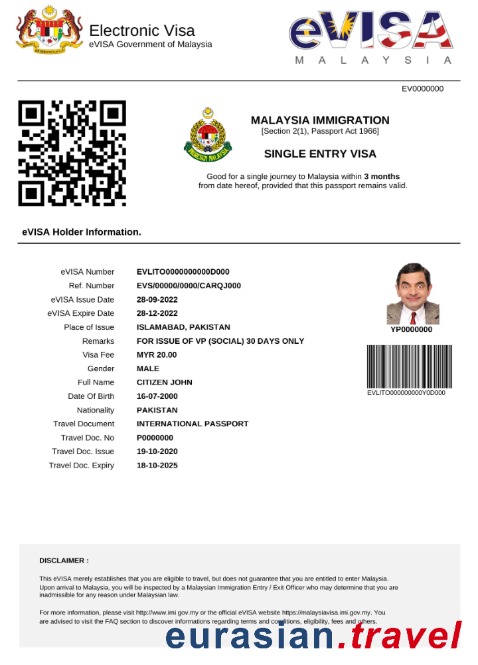 Electronic Visa
eVISA Government of Malaysia
eVISA
MALAYSIA
EV0000000
MALAYSIA IMMIGRATION
[Section 2(1), Passport Act 1966]
SINGLE ENTRY VISA
Good for a single journey to Malaysia within 3 months
from date hereof, provided that this passport remains valid.
eVISA Holder Information.
eVISA Number EVLITO0000000000D000
Ref. Number EVS/00000/0000/CARQJ000
eVISA Issue Date 28-09-2022
eVISA Expire Date 28-12-2022
Place of Issue ISLAMABAD, PAKISTAN
Remarks FOR ISSUE OF VP (SOCIAL) 30 DAYS ONLY
Visa Fee MYR 20.00
Gender MALE
Full Name CITIZEN JOHN
Date Of Birth 16-07-2000
Nationality PAKISTAN
Travel Document INTERNATIONAL PASSPORT
Travel Doc. No P0000000
Travel Doc. Issue 19-10-2020
Travel Doc. Expiry 18-10-2025
YP0000000
EVLITO000000000Y0D000
DISCLAIMER :
This eVISA merely establishes that you are eligible to travel, but does not guarantee that you are entitled to enter Malaysia.
Upon arrival to Malaysia, you will be inspected by a Malaysian Immigration Entry / Exit Officer who may determine that you are
inadmissible for any reason under Malaysian law.
For more information, please visit http://www.imi.gov.my or the official eVISA website https://malaysiavisa.imi.gov.my. You
are advised to visit the FAQ section to discover informations regarding terms and conditions, eligibility, fees and others.
eurasian.travel